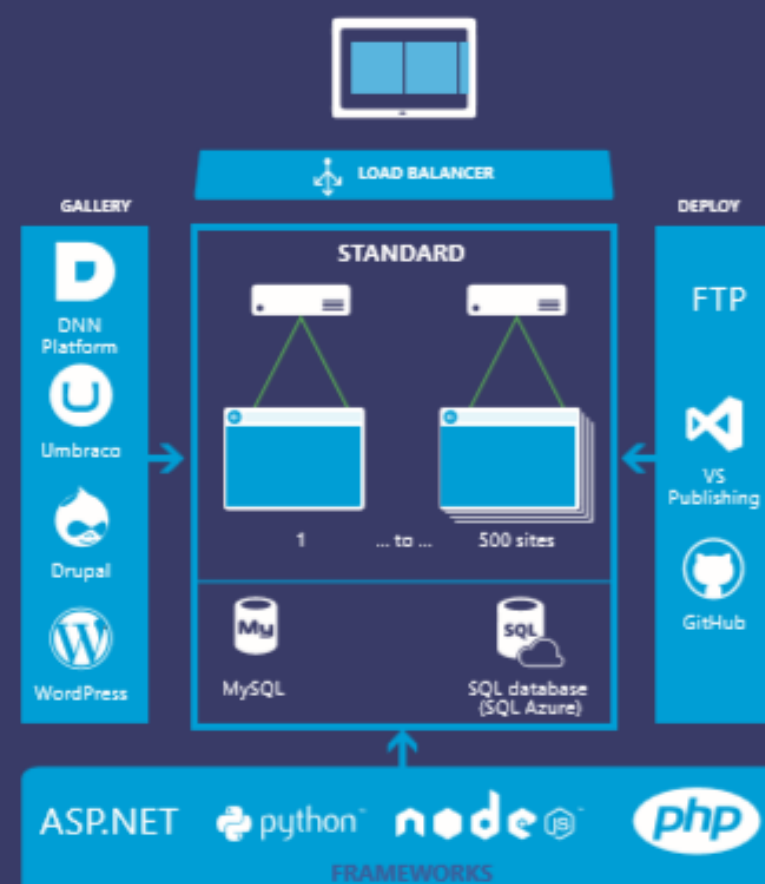 LOAD BALANCER
GALLERY
DNN
Platform
Umbraco
Drupal
WordPress
STANDARD
1 ... to ... 500 sites
My
MySQL
SQL
SQL database
(SQL Azure)
DEPLOY
FTP
VS
Publishing
GitHub
ASP.NET python node JS php
FRAMEWORKS